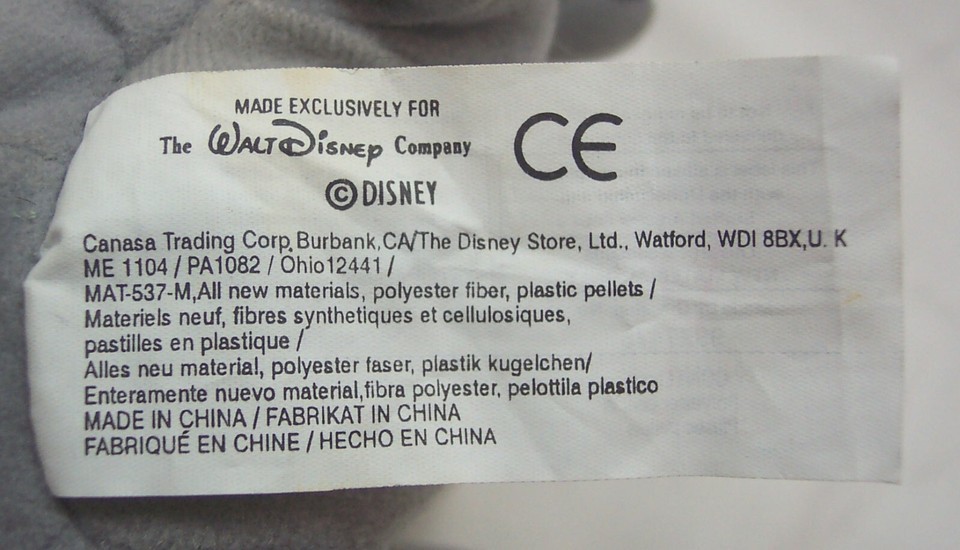 MADE EXCLUSIVELY FOR
The WALT DISNEY Company
CE
© DISNEY
Canasa Trading Corp. Burbank,CA/The Disney Store, Ltd., Watford, WDI 8BX,U. K
ME 1104 / PA1082 / Ohio12441 /
MAT-537-M,All new materials, polyester fiber, plastic pellets /
Materiels neuf, fibres synthetiques et cellulosiques,
pastilles en plastique /
Alles neu material, polyester faser, plastik kugelchen/
Enteramente nuevo material,fibra polyester, pelottila plastico
MADE IN CHINA / FABRIKAT IN CHINA
FABRIQUÉ EN CHINE / HECHO EN CHINA